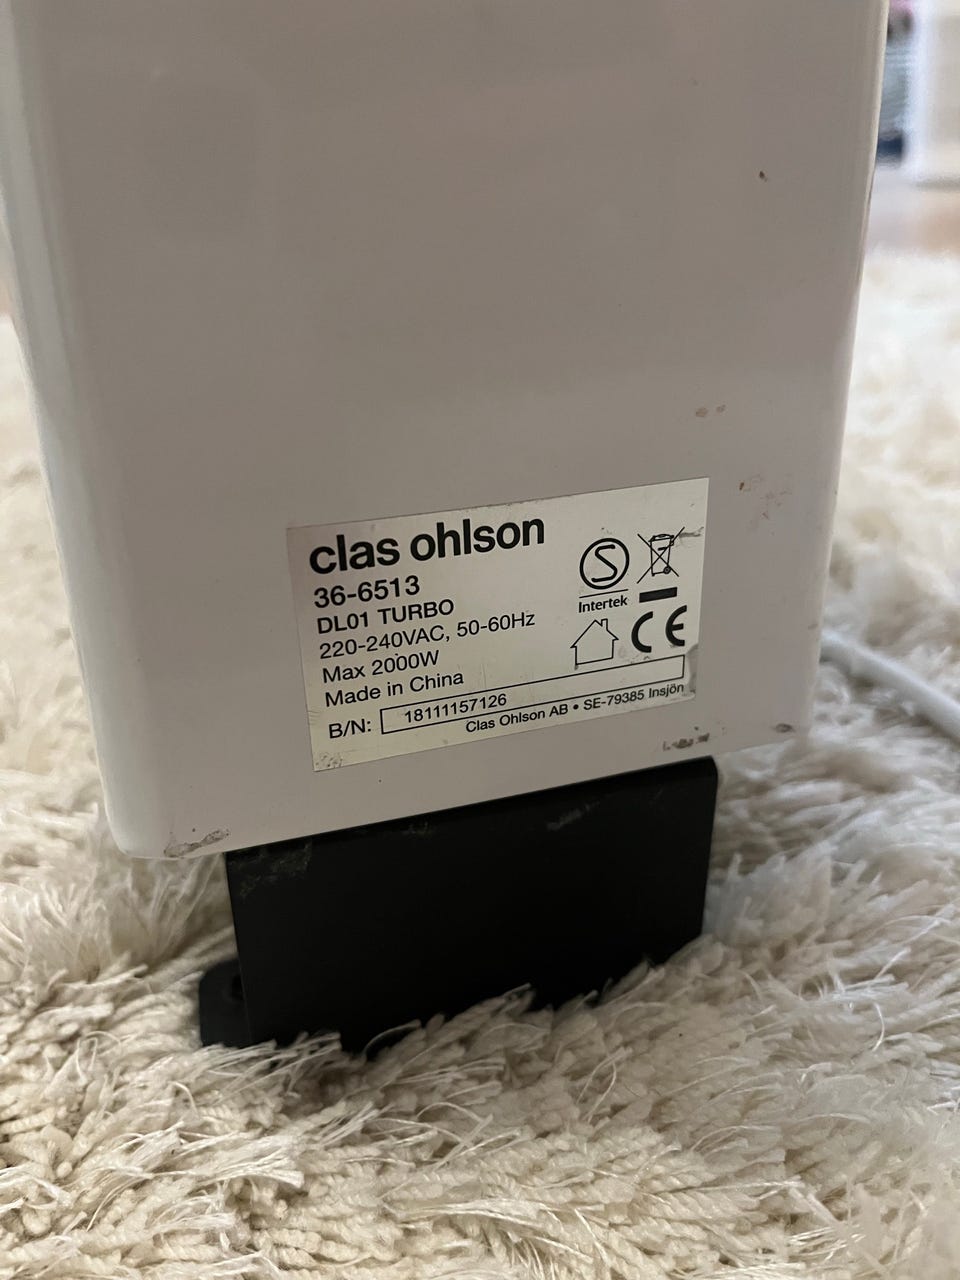 clas ohlson
36-6513
DL01 TURBO
220-240VAC, 50-60Hz
Max 2000W
Made in China
B/N: 18111157126
Clas Ohlson AB • SE-79385 Insjön
S
Intertek
CE